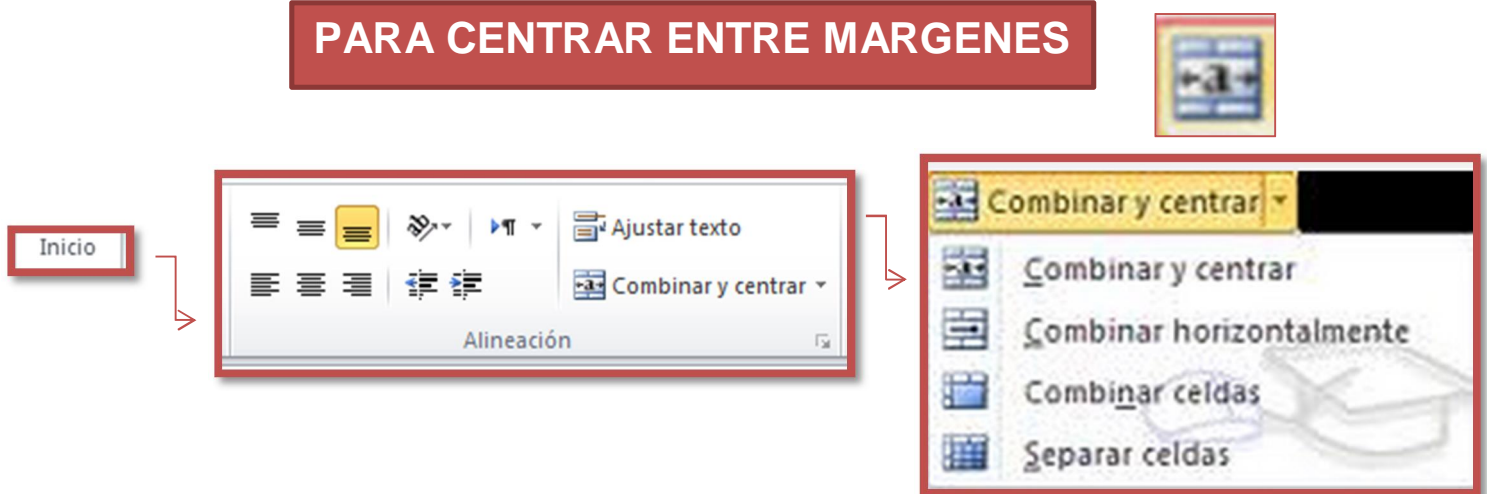 PARA CENTRAR ENTRE MARGENES
a
Inicio
Ajustar texto
Combinar y centrar
Alineación
Combinar y centrar
Combinar y centrar
Combinar horizontalmente
Combinar celdas
Separar celdas